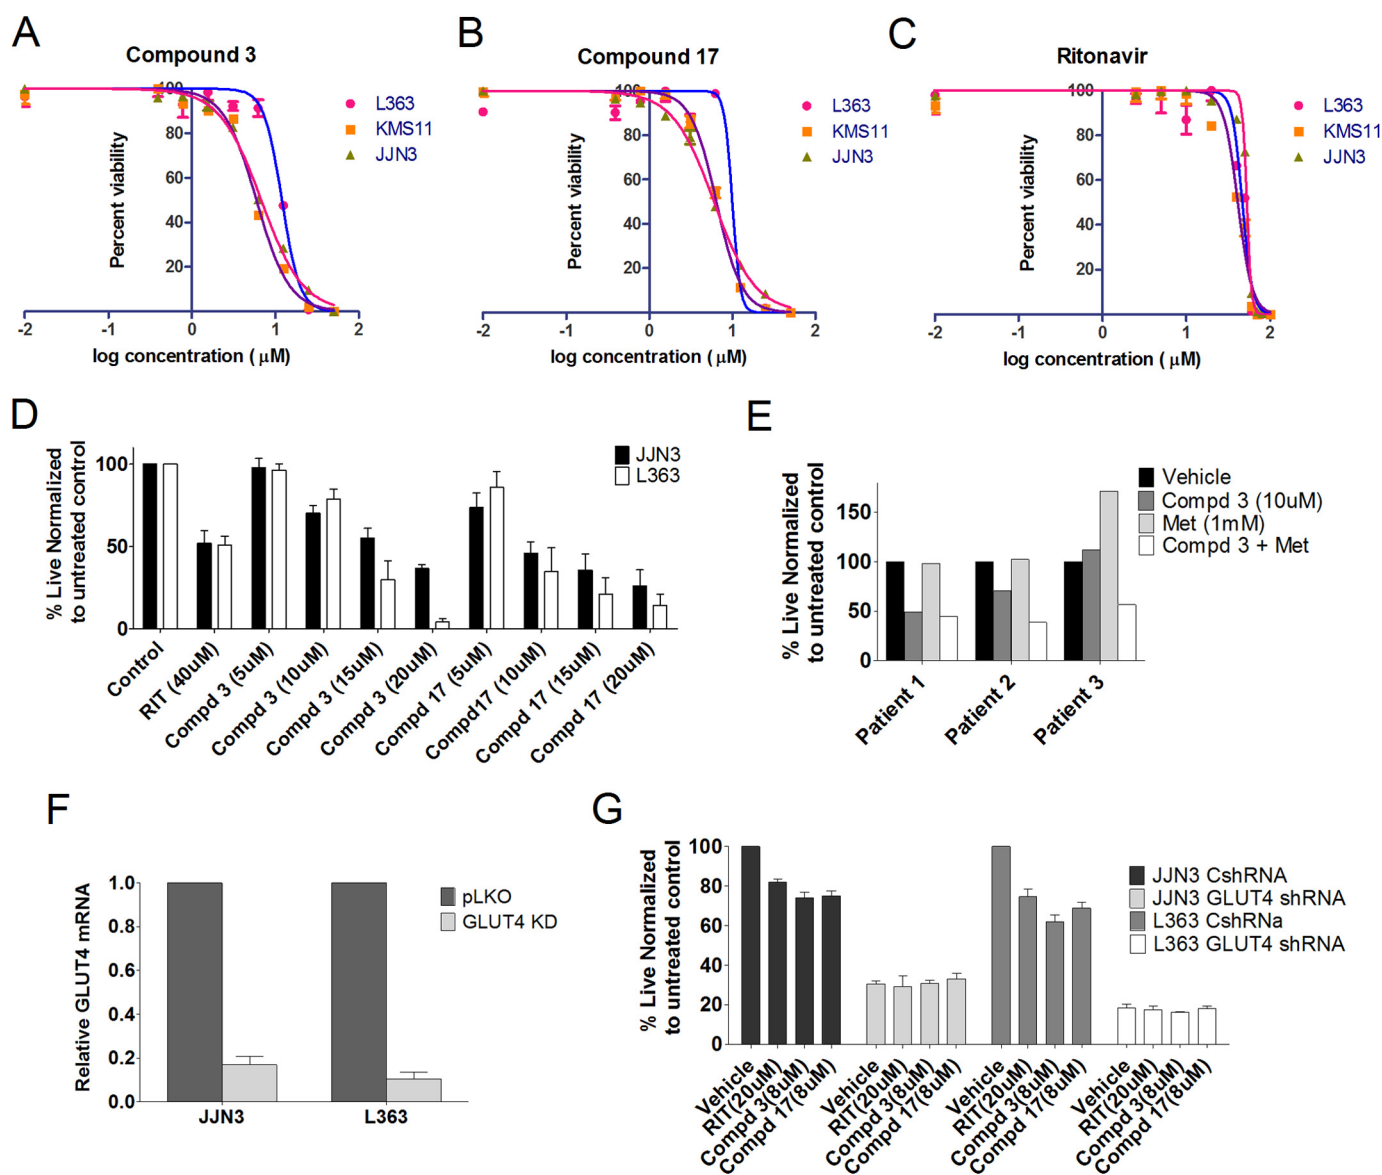 A
Compound 3
Percent viability
100
80
60
40
20
-2
-1
0
1
2
log concentration ( μM)
L363
KMS11
JJN3
B
Compound 17
Percent viability
100
80
60
40
20
-2
-1
0
1
2
log concentration ( μM)
L363
KMS11
JJN3
C
Ritonavir
Percent viability
100
80
60
40
20
-2
-1
0
1
2
log concentration ( μM)
L363
KMS11
JJN3
D
% Live Normalized
to untreated control
100
50
0
JJN3
L363
Control
RIT (40uM)
Compd 3 (5uM)
Compd 3 (10uM)
Compd 3 (15uM)
Compd 3 (20uM)
Compd 17 (5uM)
Compd17 (10uM)
Compd 17 (15uM)
Compd 17 (20uM)
E
% Live Normalized
to untreated control
150
100
50
0
Vehicle
Compd 3 (10uM)
Met (1mM)
Compd 3 + Met
Patient 1
Patient 2
Patient 3
F
Relative GLUT4 mRNA
1.0
0.8
0.6
0.4
0.2
0.0
pLKO
GLUT4 KD
JJN3
L363
G
% Live Normalized
to untreated control
100
80
60
40
20
0
JJN3 CshRNA
JJN3 GLUT4 shRNA
L363 CshRNa
L363 GLUT4 shRNA
Vehicle
RIT(20uM)
Compd 3(8uM)
Compd 17(8uM)
Vehicle
RIT(20uM)
Compd 3(8uM)
Compd 17(8uM)
Vehicle
RIT(20uM)
Compd 3(8uM)
Compd 17(8uM)
Vehicle
RIT(20uM)
Compd 3(8uM)
Compd 17(8uM)